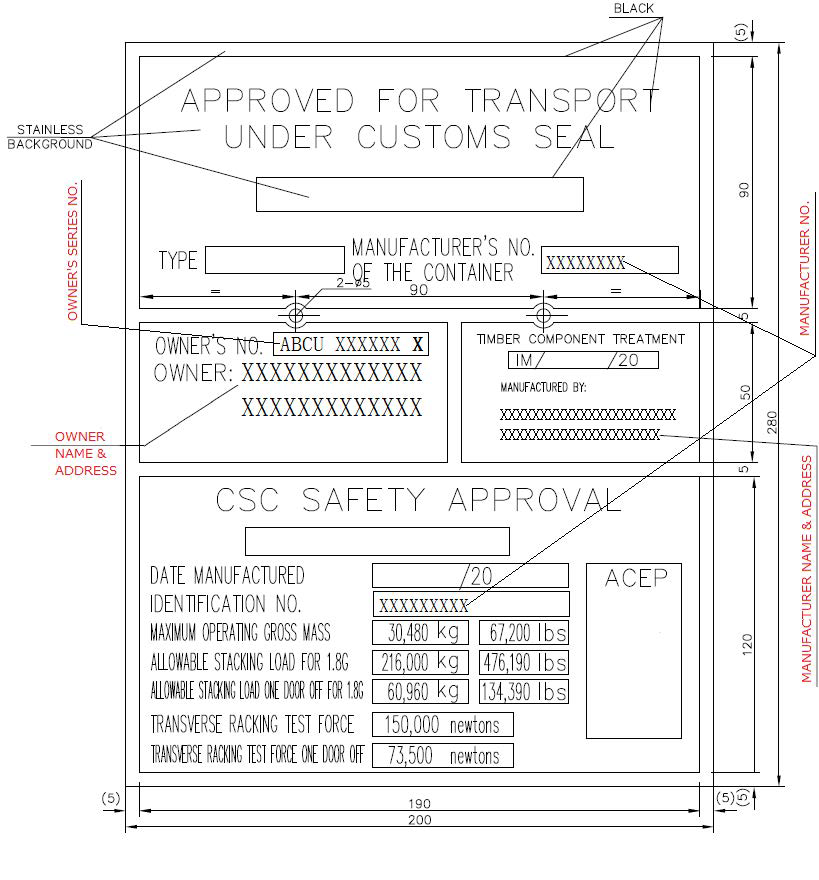 BLACK
(5)
APPROVED FOR TRANSPORT
UNDER CUSTOMS SEAL
STAINLESS
BACKGROUND
90
OWNER'S SERIES NO.
MANUFACTURER NO.
TYPE
MANUFACTURER'S NO.
OF THE CONTAINER
XXXXXXXX
2-ø5
= 90 =
5
OWNER'S NO. ABCU XXXXXX X
OWNER: XXXXXXXXXXXXX
XXXXXXXXXXXXX
TIMBER COMPONENT TREATMENT
IM/ /20
MANUFACTURED BY:
XXXXXXXXXXXXXXXXXXXXXX
XXXXXXXXXXXXXXXXXXXX
50
280
OWNER
NAME &
ADDRESS
5
MANUFACTURER NAME & ADDRESS
CSC SAFETY APPROVAL
DATE MANUFACTURED /20
IDENTIFICATION NO. XXXXXXXXX
MAXIMUM OPERATING GROSS MASS 30,480 kg 67,200 lbs
ALLOWABLE STACKING LOAD FOR 1.8G 216,000 kg 476,190 lbs
ALLOWABLE STACKING LOAD ONE DOOR OFF FOR 1.8G 60,960 kg 134,390 lbs
TRANSVERSE RACKING TEST FORCE 150,000 newtons
TRANSVERSE RACKING TEST FORCE ONE DOOR OFF 73,500 newtons
ACEP
120
(5) 190 (5) (5)
200